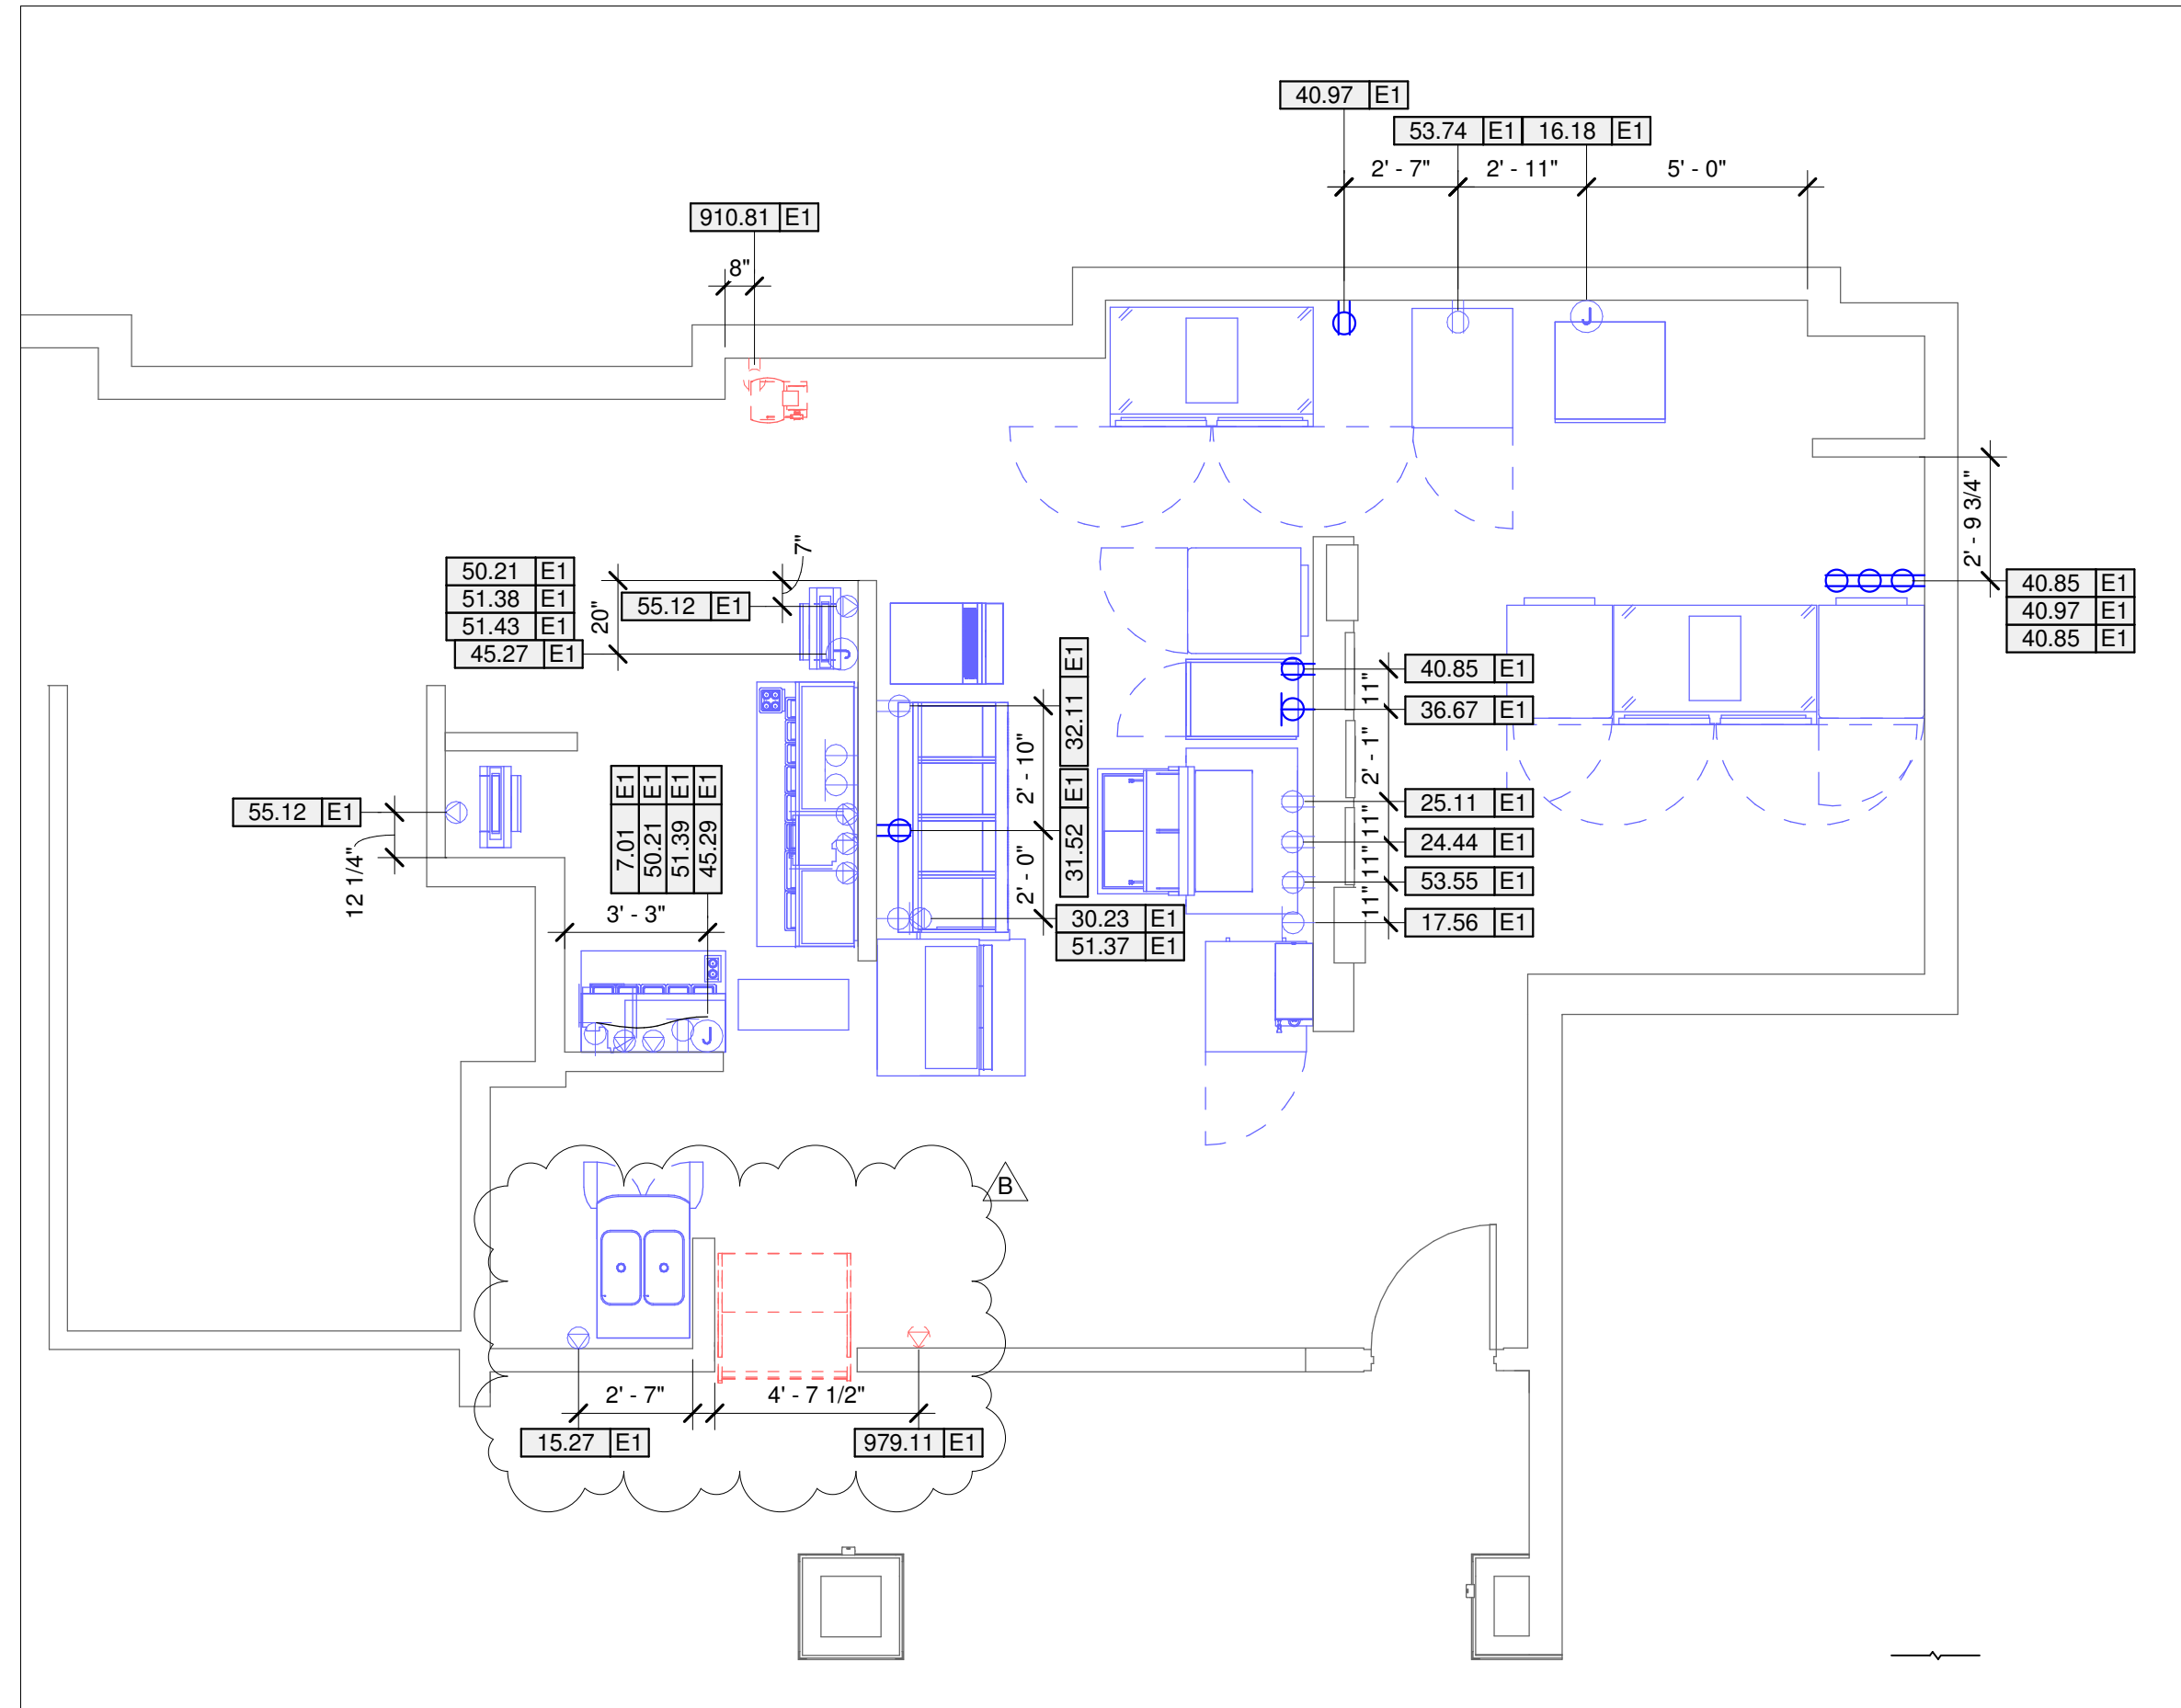 40.97 E1
53.74 E1 16.18 E1
2' - 7" 2' - 11" 5' - 0"
910.81 E1
8"
J
2' - 9 3/4"
7"
50.21 E1
51.38 E1
51.43 E1
45.27 E1
20"
55.12 E1
J
40.85 E1
40.97 E1
40.85 E1
32.11 E1
31.52 E1
2' - 10"
2' - 0"
40.85 E1
11"
36.67 E1
2' - 1"
25.11 E1
11"
24.44 E1
11"
53.55 E1
11"
17.56 E1
55.12 E1
12 1/4"
7.01 E1
50.21 E1
51.39 E1
45.29 E1
3' - 3"
30.23 E1
51.37 E1
J
B
2' - 7" 4' - 7 1/2"
15.27 E1 979.11 E1